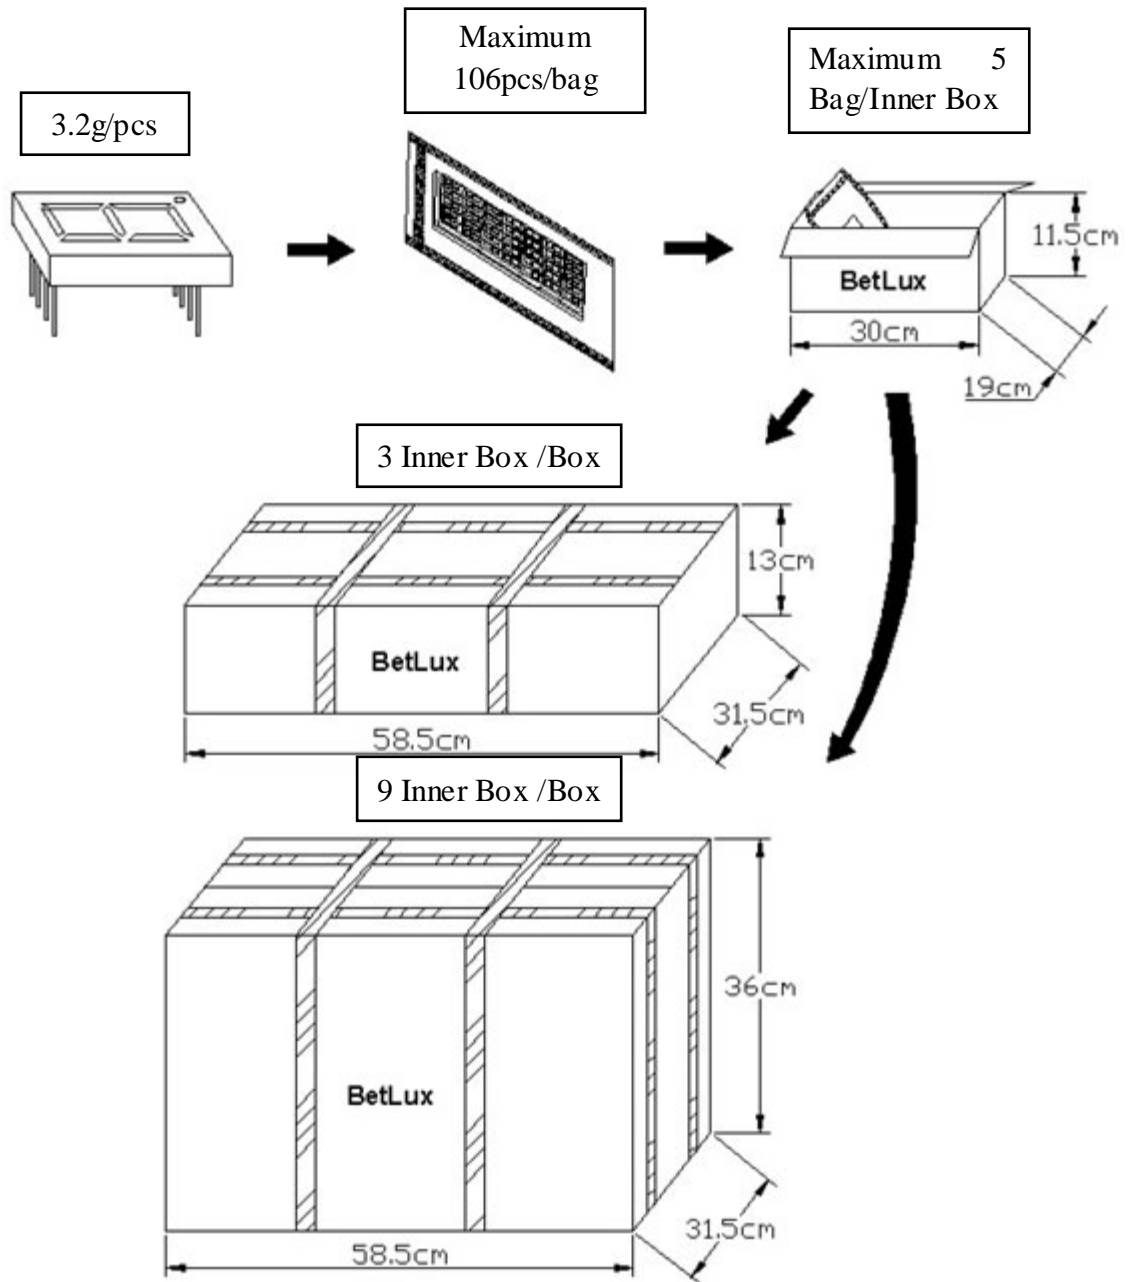 Maximum
106pcs/bag
Maximum 5
Bag/Inner Box
3.2g/pcs
11.5cm
BetLux
30cm
19cm
3 Inner Box /Box
13cm
BetLux
31.5cm
58.5cm
9 Inner Box /Box
36cm
BetLux
31.5cm
58.5cm